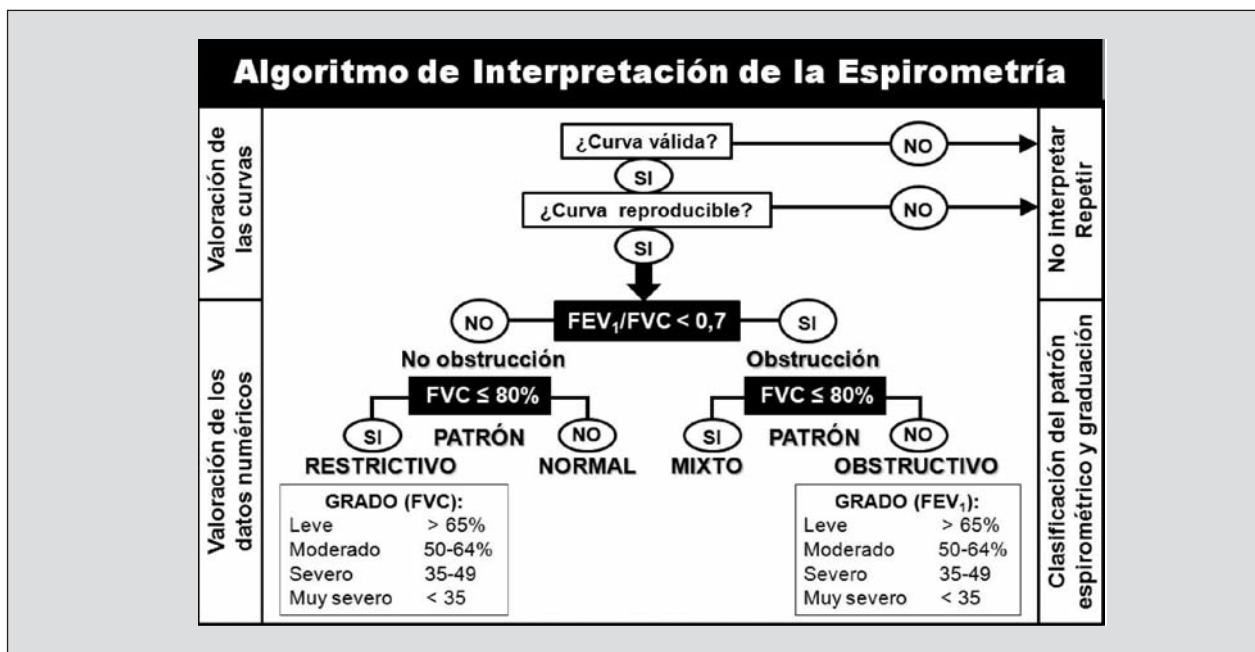 Algoritmo de Interpretación de la Espirometría
Valoración de
las curvas
¿Curva válida?
NO
SI
¿Curva reproducible?
NO
SI
No interpretar
Repetir
Valoración de los
datos numéricos
NO
FEV₁/FVC < 0,7
SI
No obstrucción
Obstrucción
FVC ≤ 80%
FVC ≤ 80%
SI
PATRÓN
NO
SI
PATRÓN
NO
RESTRICTIVO
NORMAL
MIXTO
OBSTRUCTIVO
GRADO (FVC):
Leve > 65%
Moderado 50-64%
Severo 35-49
Muy severo < 35
GRADO (FEV₁):
Leve > 65%
Moderado 50-64%
Severo 35-49
Muy severo < 35
Clasificación del patrón
espirométrico y graduación